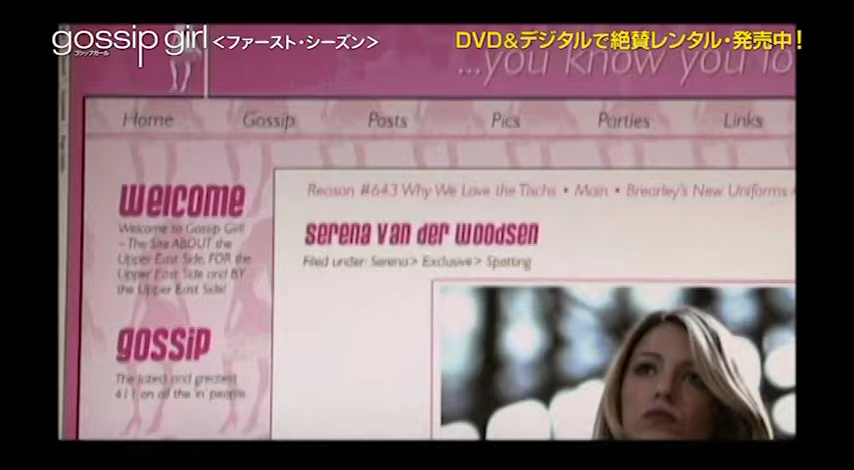 gossip girl <ファースト・シーズン>
ゴシップガール
DVD&デジタルで絶賛レンタル・発売中!
...you know you lo
Home Gossip Posts Pics Parties Links
Reason #643 Why We Love the Tischs • Main • Brearley's New Uniforms
welcome
Welcome to Gossip Girl
– The Site ABOUT the
Upper East Side, FOR the
Upper East Side and BY
the Upper East Side!
serena van der woodsen
Filed under: Serena> Exclusive> Spotting
gossip
The latest and greatest
411 on all the 'in' people